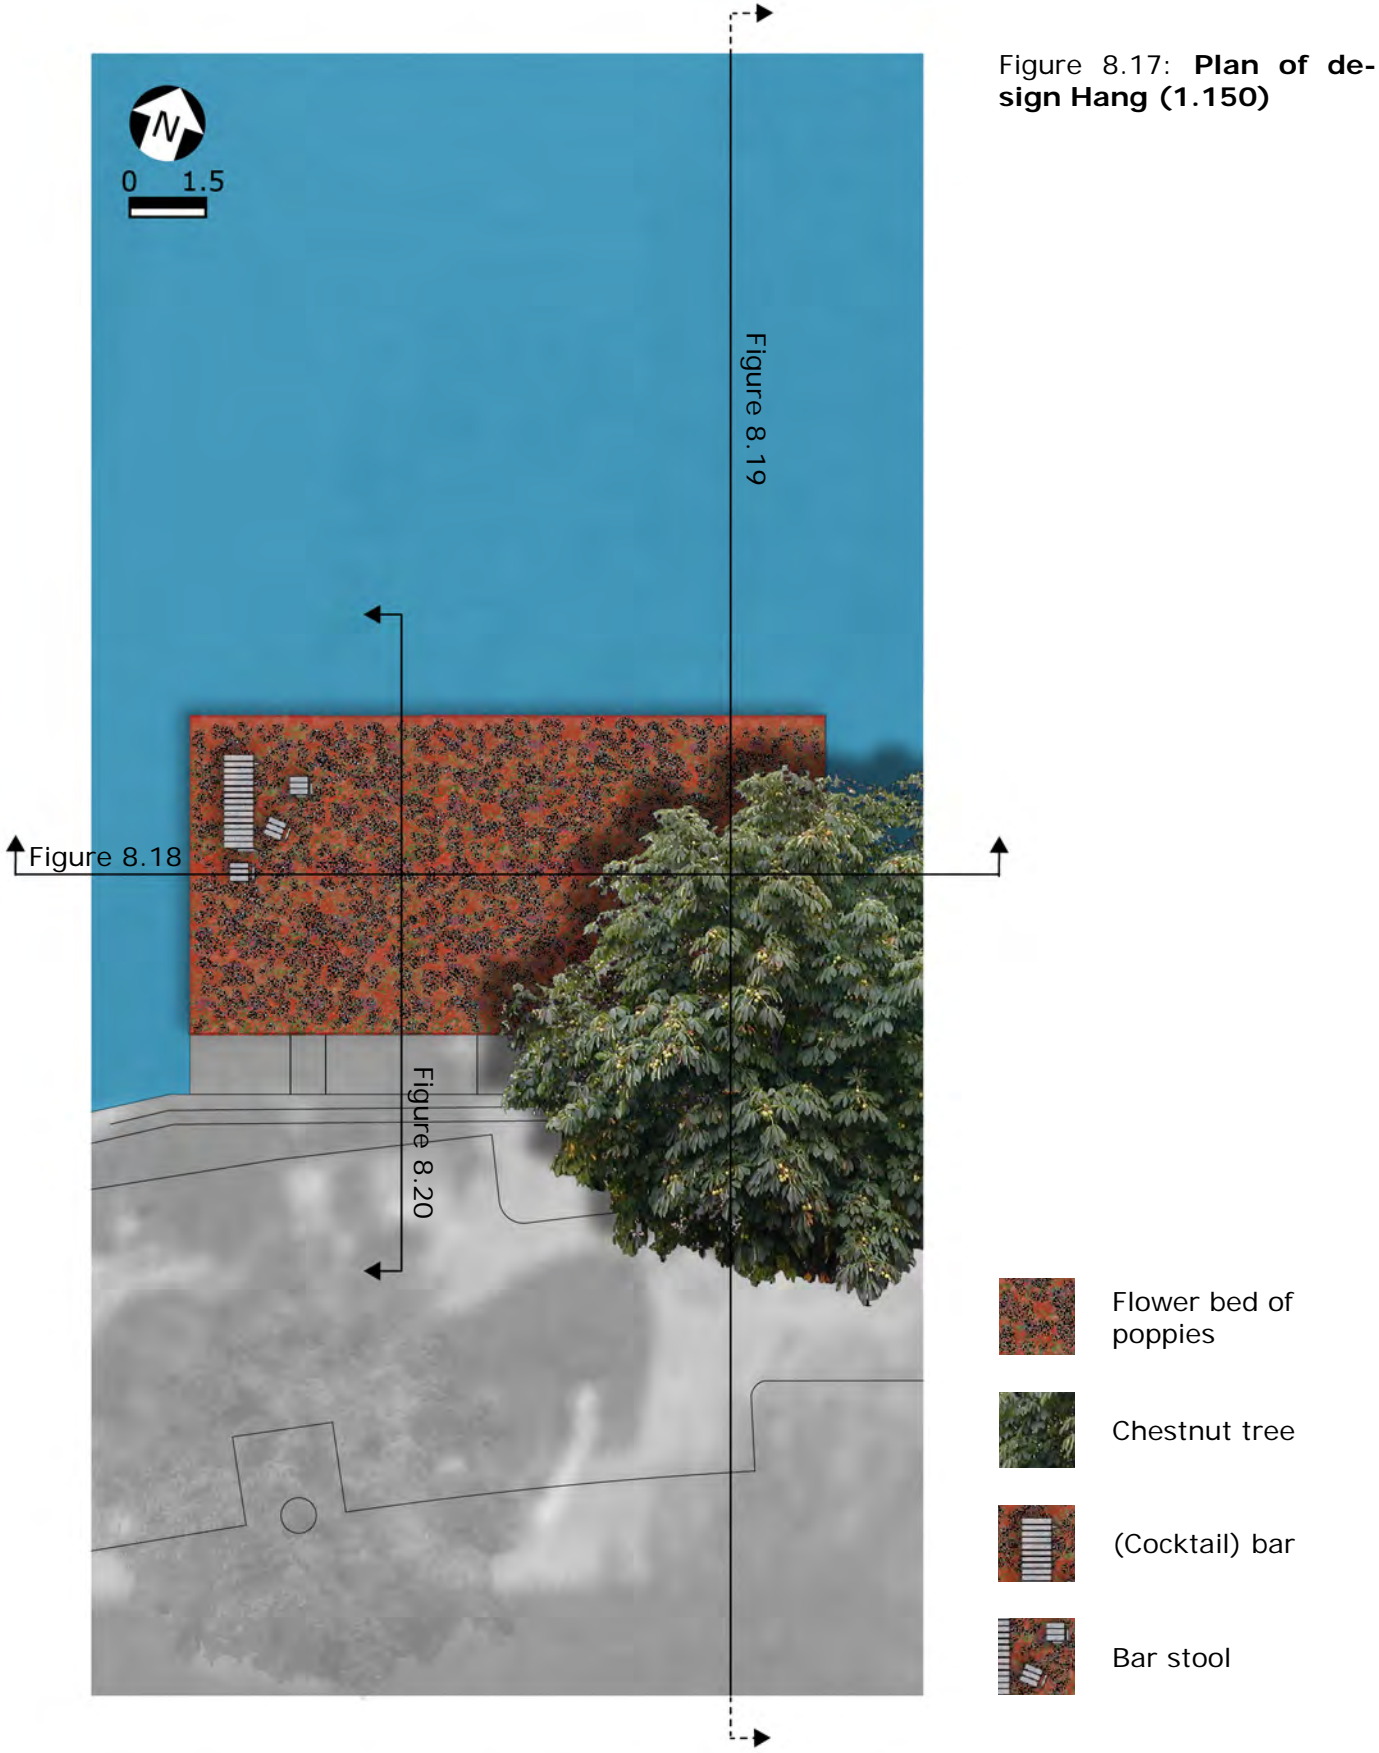 Figure 8.17: Plan of de-
sign Hang (1.150)
N
0 1.5
Figure 8.19
Figure 8.18
Figure 8.20
Flower bed of
poppies
Chestnut tree
(Cocktail) bar
Bar stool